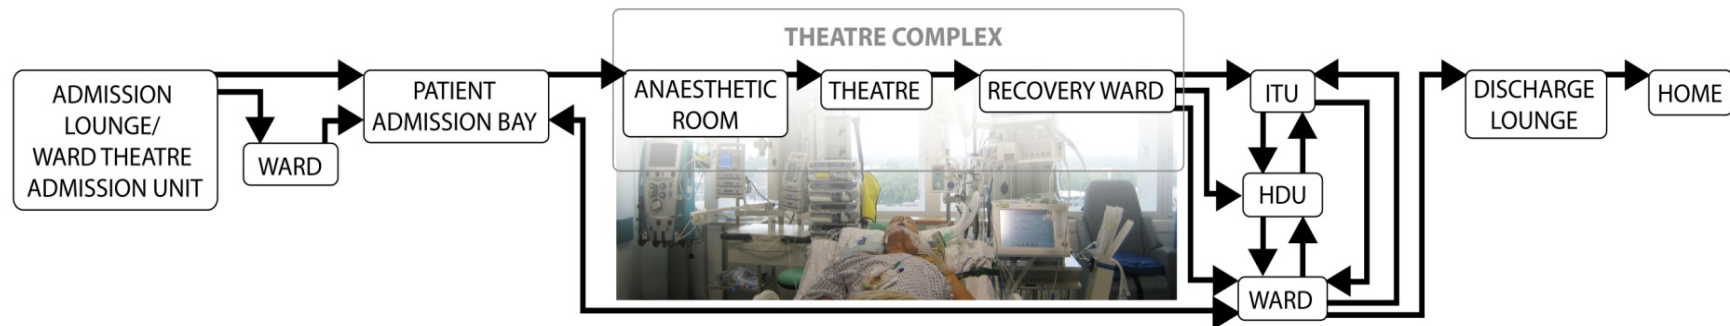 THEATRE COMPLEX
ADMISSION
LOUNGE/
WARD THEATRE
ADMISSION UNIT
WARD
PATIENT
ADMISSION BAY
ANAESTHETIC
ROOM
THEATRE
RECOVERY WARD
ITU
HDU
WARD
DISCHARGE
LOUNGE
HOME